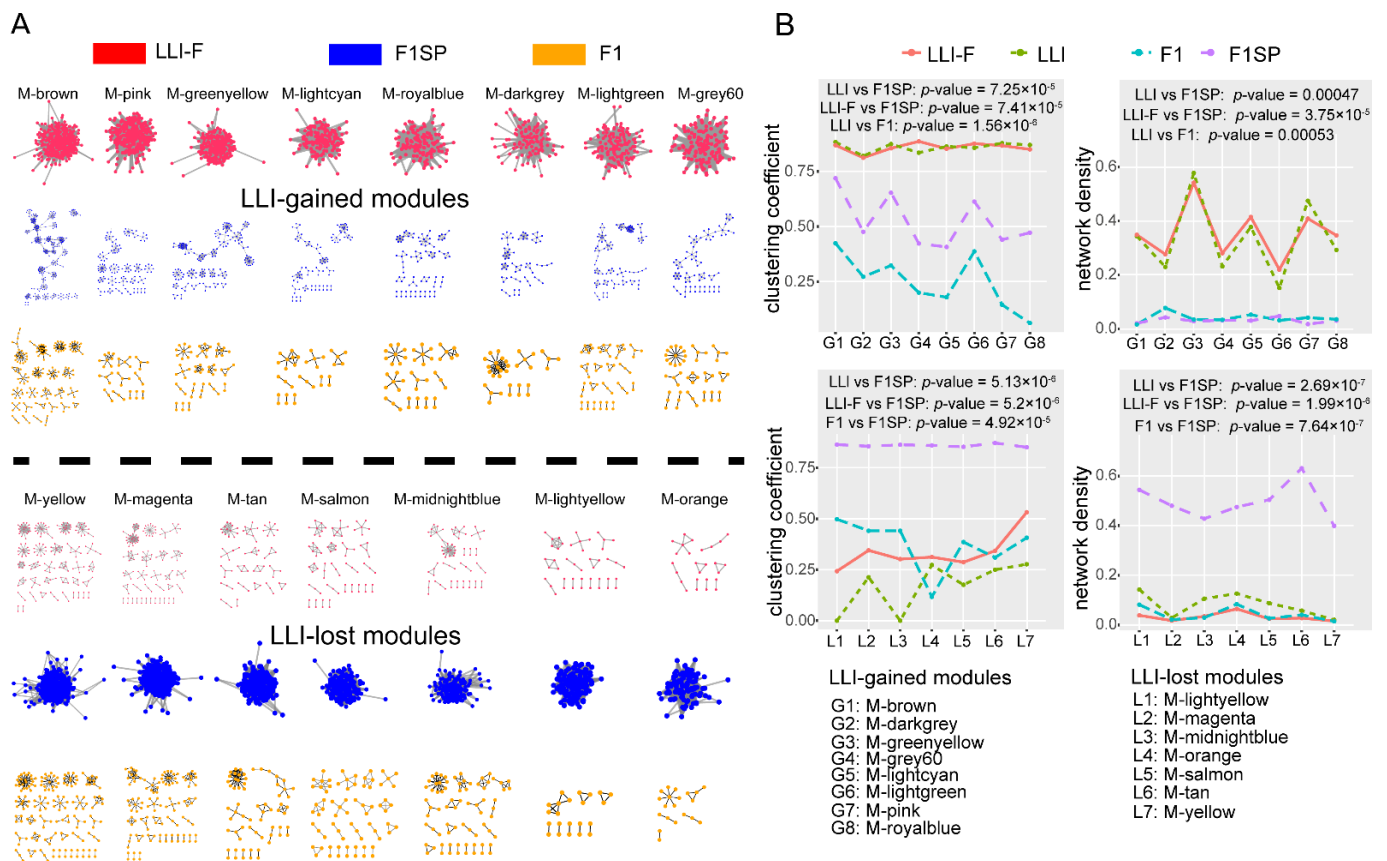 A
LLI-F F1SP F1
M-brown M-pink M-greenyellow M-lightcyan M-royalblue M-darkgrey M-lightgreen M-grey60
LLI-gained modules
M-yellow M-magenta M-tan M-salmon M-midnightblue M-lightyellow M-orange
LLI-lost modules
B
LLI-F LLI F1 F1SP
LLI vs F1SP: p-value = 7.25×10⁻⁵
LLI-F vs F1SP: p-value = 7.41×10⁻⁵
LLI vs F1: p-value = 1.56×10⁻⁶
clustering coefficient
0.75
0.50
0.25
G1 G2 G3 G4 G5 G6 G7 G8
LLI vs F1SP: p-value = 0.00047
LLI-F vs F1SP: p-value = 3.75×10⁻⁵
LLI vs F1: p-value = 0.00053
network density
0.6
0.4
0.2
0.0
G1 G2 G3 G4 G5 G6 G7 G8
LLI vs F1SP: p-value = 5.13×10⁻⁶
LLI-F vs F1SP: p-value = 5.2×10⁻⁶
F1 vs F1SP: p-value = 4.92×10⁻⁵
clustering coefficient
0.75
0.50
0.25
0.00
L1 L2 L3 L4 L5 L6 L7
LLI vs F1SP: p-value = 2.69×10⁻⁷
LLI-F vs F1SP: p-value = 1.99×10⁻⁶
F1 vs F1SP: p-value = 7.64×10⁻⁷
network density
0.6
0.4
0.2
0.0
L1 L2 L3 L4 L5 L6 L7
LLI-gained modules
G1: M-brown
G2: M-darkgrey
G3: M-greenyellow
G4: M-grey60
G5: M-lightcyan
G6: M-lightgreen
G7: M-pink
G8: M-royalblue
LLI-lost modules
L1: M-lightyellow
L2: M-magenta
L3: M-midnightblue
L4: M-orange
L5: M-salmon
L6: M-tan
L7: M-yellow